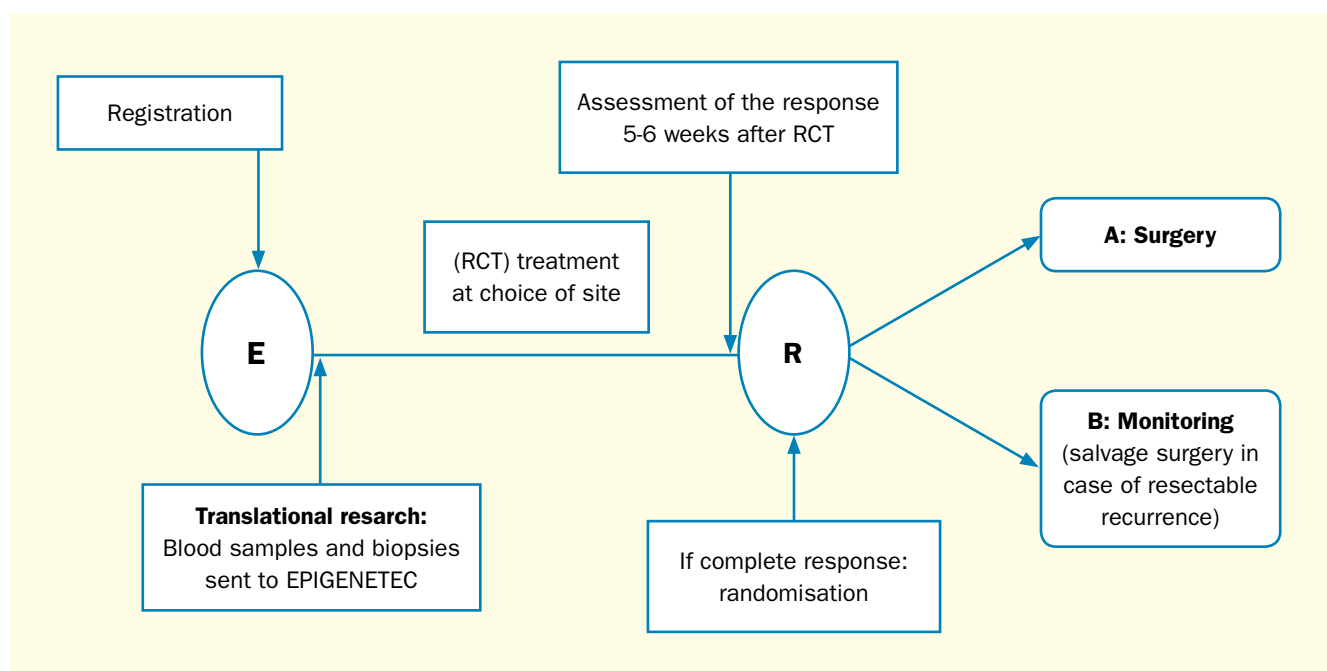 Registration
Assessment of the response
5-6 weeks after RCT
(RCT) treatment
at choice of site
A: Surgery
E
R
B: Monitoring
(salvage surgery in
case of resectable
recurrence)
Translational resarch:
Blood samples and biopsies
sent to EPIGENETEC
If complete response:
randomisation